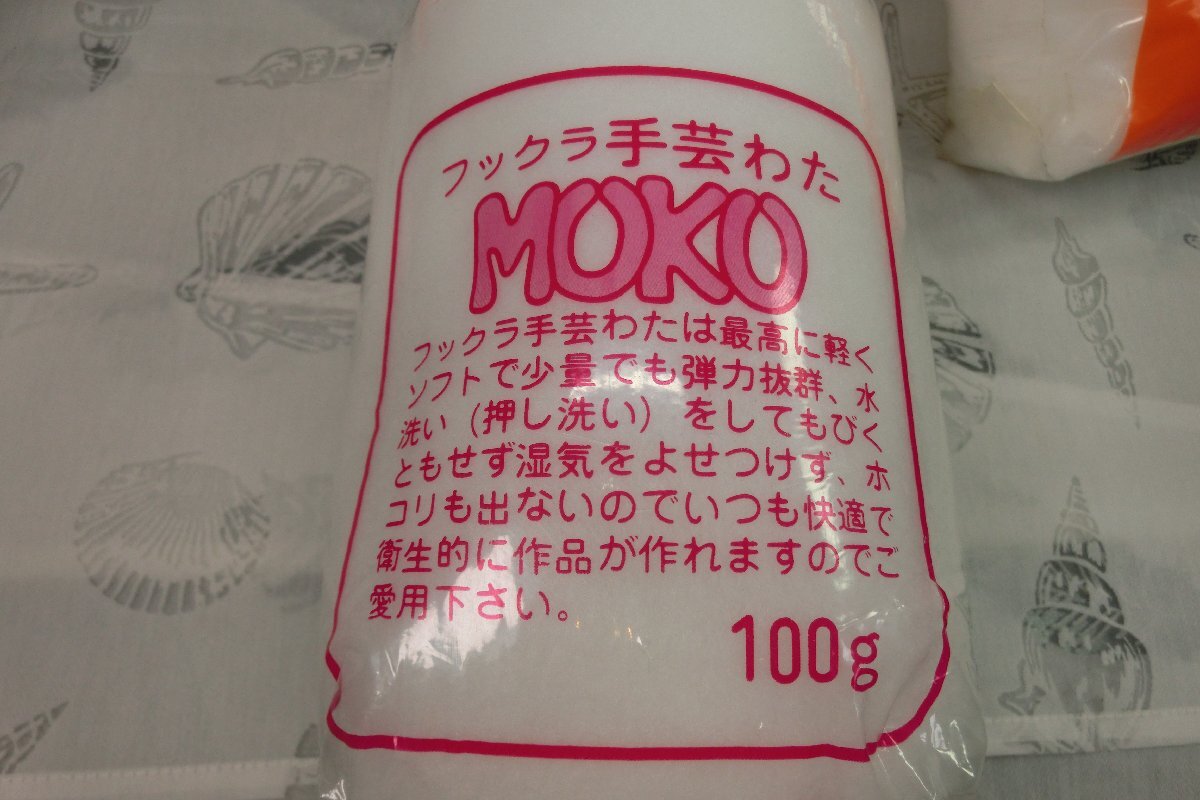 フックラ手芸わた
MOKO
フックラ手芸わたは最高に軽く
ソフトで少量でも弾力抜群、水
洗い(押し洗い)をしてもびく
ともせず湿気をよせつけず、ホ
コリも出ないのでいつも快適で
衛生的に作品が作れますのでご
愛用下さい。
100g